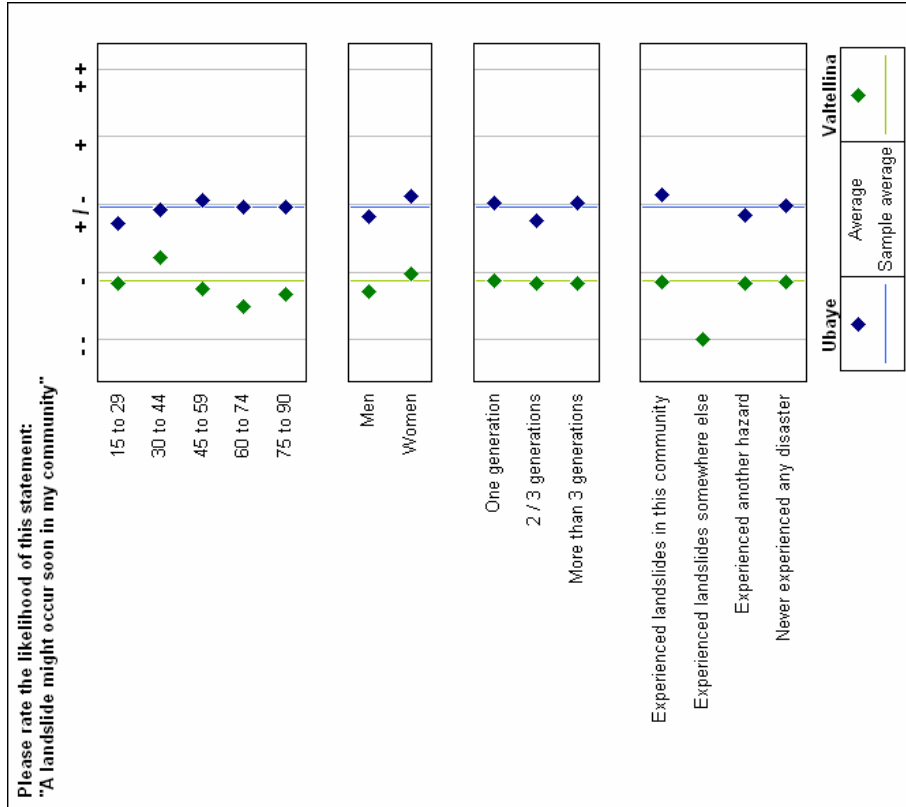 Please rate the likelihood of this statement:
"A landslide might occur soon in my community"
- - - + / - + + +
15 to 29
30 to 44
45 to 59
60 to 74
75 to 90
Men
Women
One generation
2 / 3 generations
More than 3 generations
Experienced landslides in this community
Experienced landslides somewhere else
Experienced another hazard
Never experienced any disaster
Ubaye Valtellina
Average
Sample average